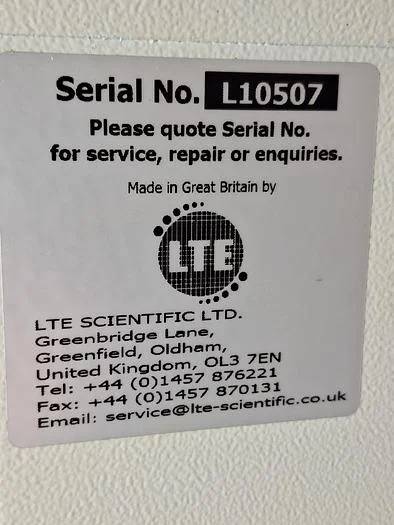 Serial No. L10507
Please quote Serial No.
for service, repair or enquiries.
Made in Great Britain by
LTE
LTE SCIENTIFIC LTD.
Greenbridge Lane,
Greenfield, Oldham,
United Kingdom, OL3 7EN
Tel: +44 (0)1457 876221
Fax: +44 (0)1457 870131
Email: service@lte-scientific.co.uk